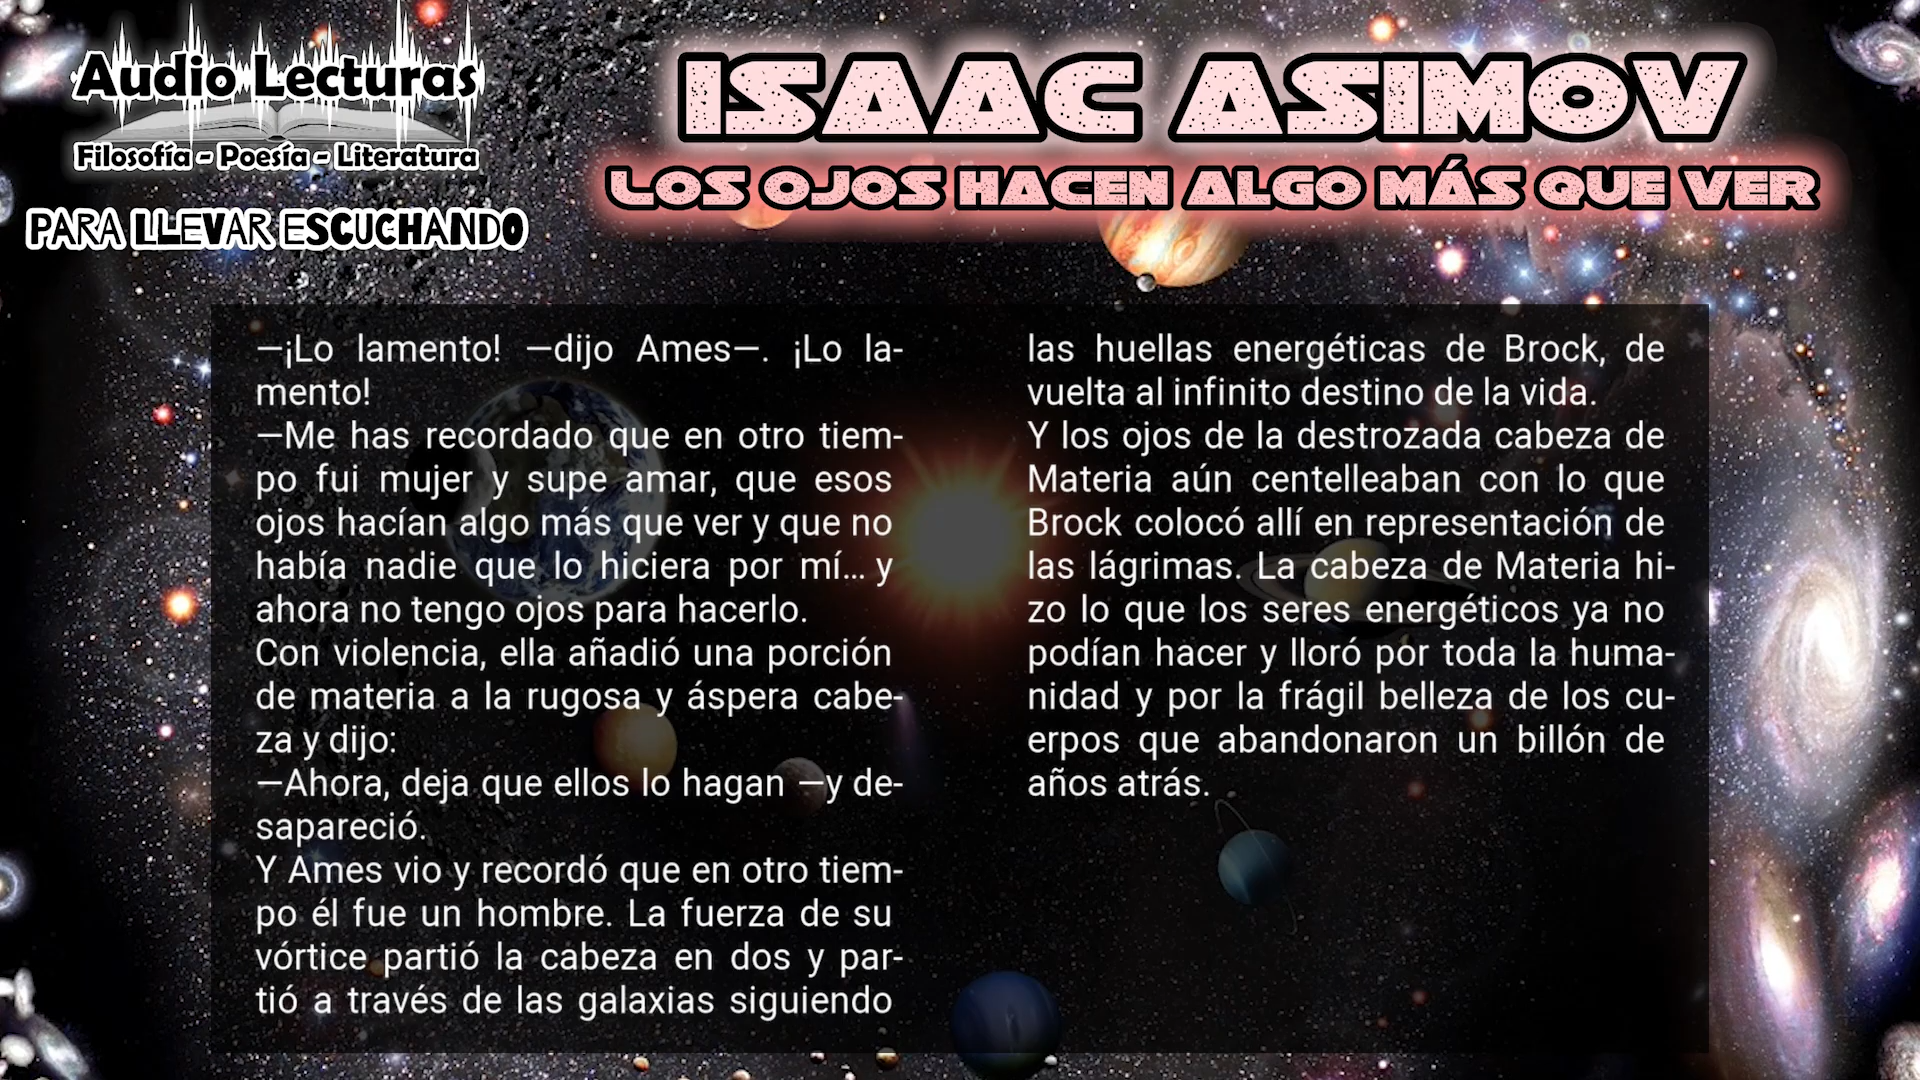 Audio Lecturas
Filosofía - Poesía - Literatura
PARA LLEVAR ESCUCHANDO
ISAAC ASIMOV
LOS OJOS HACEN ALGO MÁS QUE VER
—¡Lo lamento! —dijo Ames—. ¡Lo la-
mento!
—Me has recordado que en otro tiem-
po fui mujer y supe amar, que esos
ojos hacían algo más que ver y que no
había nadie que lo hiciera por mí... y
ahora no tengo ojos para hacerlo.
Con violencia, ella añadió una porción
de materia a la rugosa y áspera cabe-
za y dijo:
—Ahora, deja que ellos lo hagan —y de-
sapareció.
Y Ames vio y recordó que en otro tiem-
po él fue un hombre. La fuerza de su
vórtice partió la cabeza en dos y par-
tió a través de las galaxias siguiendo
las huellas energéticas de Brock, de
vuelta al infinito destino de la vida.
Y los ojos de la destrozada cabeza de
Materia aún centelleaban con lo que
Brock colocó allí en representación de
las lágrimas. La cabeza de Materia hi-
zo lo que los seres energéticos ya no
podían hacer y lloró por toda la huma-
nidad y por la frágil belleza de los cu-
erpos que abandonaron un billón de
años atrás.